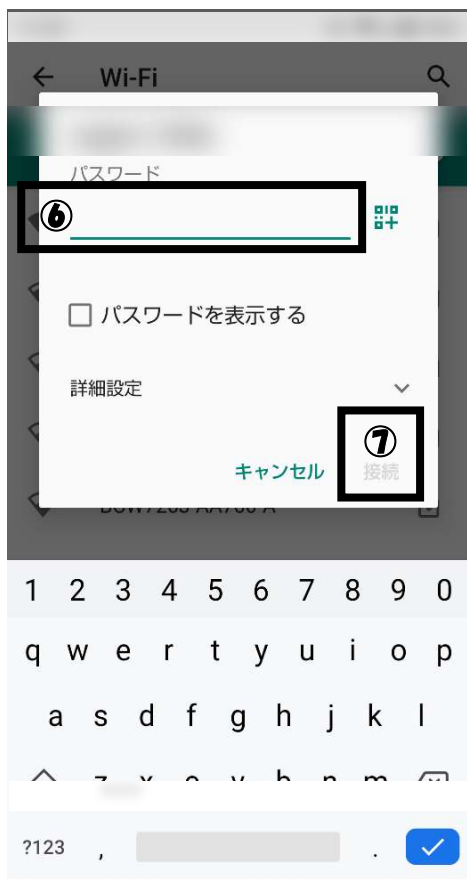 Wi-Fi
パスワード
⑥
パスワードを表示する
詳細設定
⑦
キャンセル 接続
1 2 3 4 5 6 7 8 9 0
q w e r t y u i o p
a s d f g h j k l
z x c v b n m
?123 , .